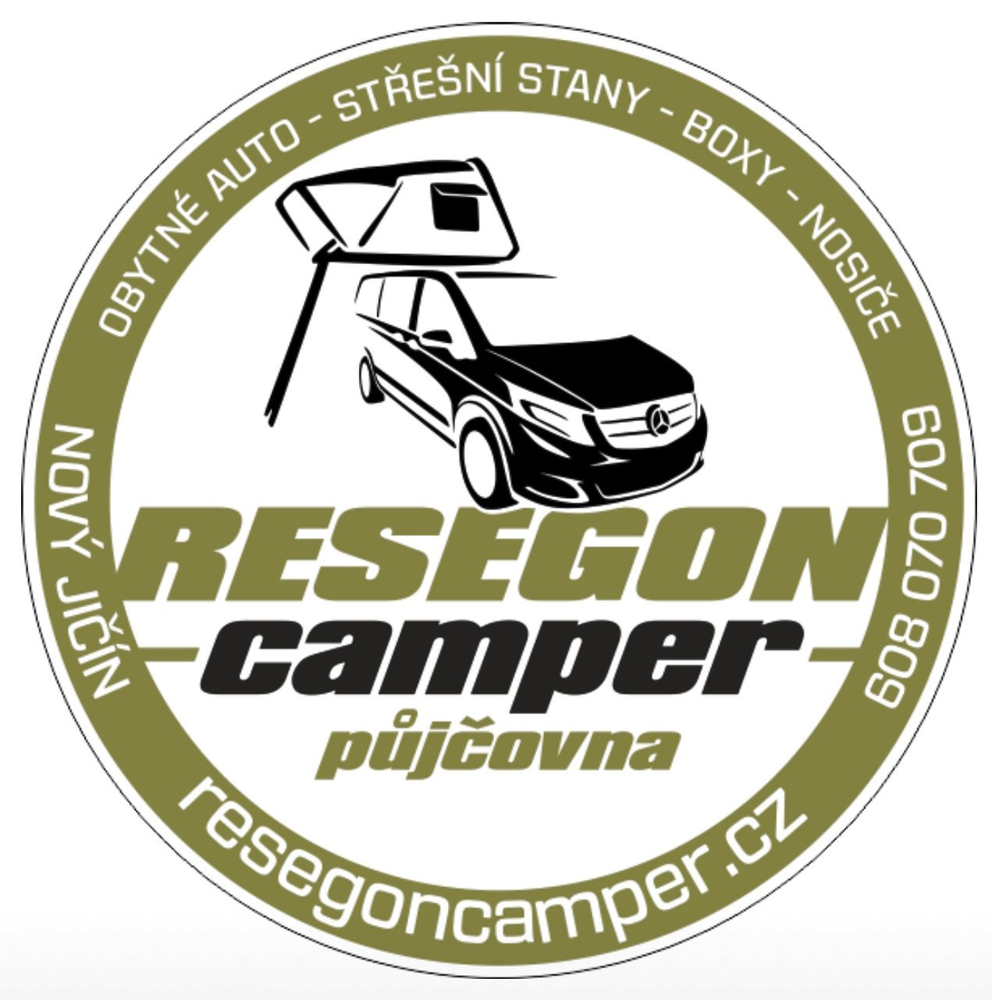 OBYTNÉ AUTO - STŘEŠNÍ STANY - BOXY - NOSIČE
NOVÝ JIČÍN
608 070 709
RESEGON
camper
půjčovna
resegoncamper.cz